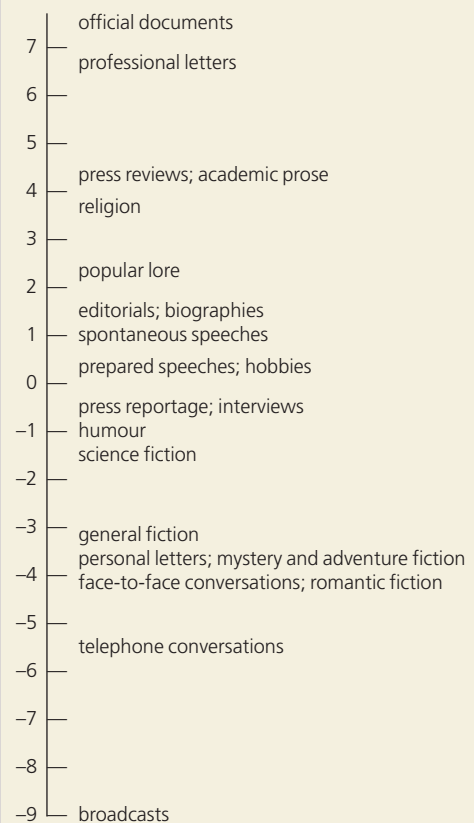 official documents
7
professional letters
6
5
press reviews; academic prose
4
religion
3
popular lore
2
editorials; biographies
1 spontaneous speeches
prepared speeches; hobbies
0
press reportage; interviews
–1 humour
science fiction
–2
–3
general fiction
personal letters; mystery and adventure fiction
–4
face-to-face conversations; romantic fiction
–5
telephone conversations
–6
–7
–8
–9 broadcasts